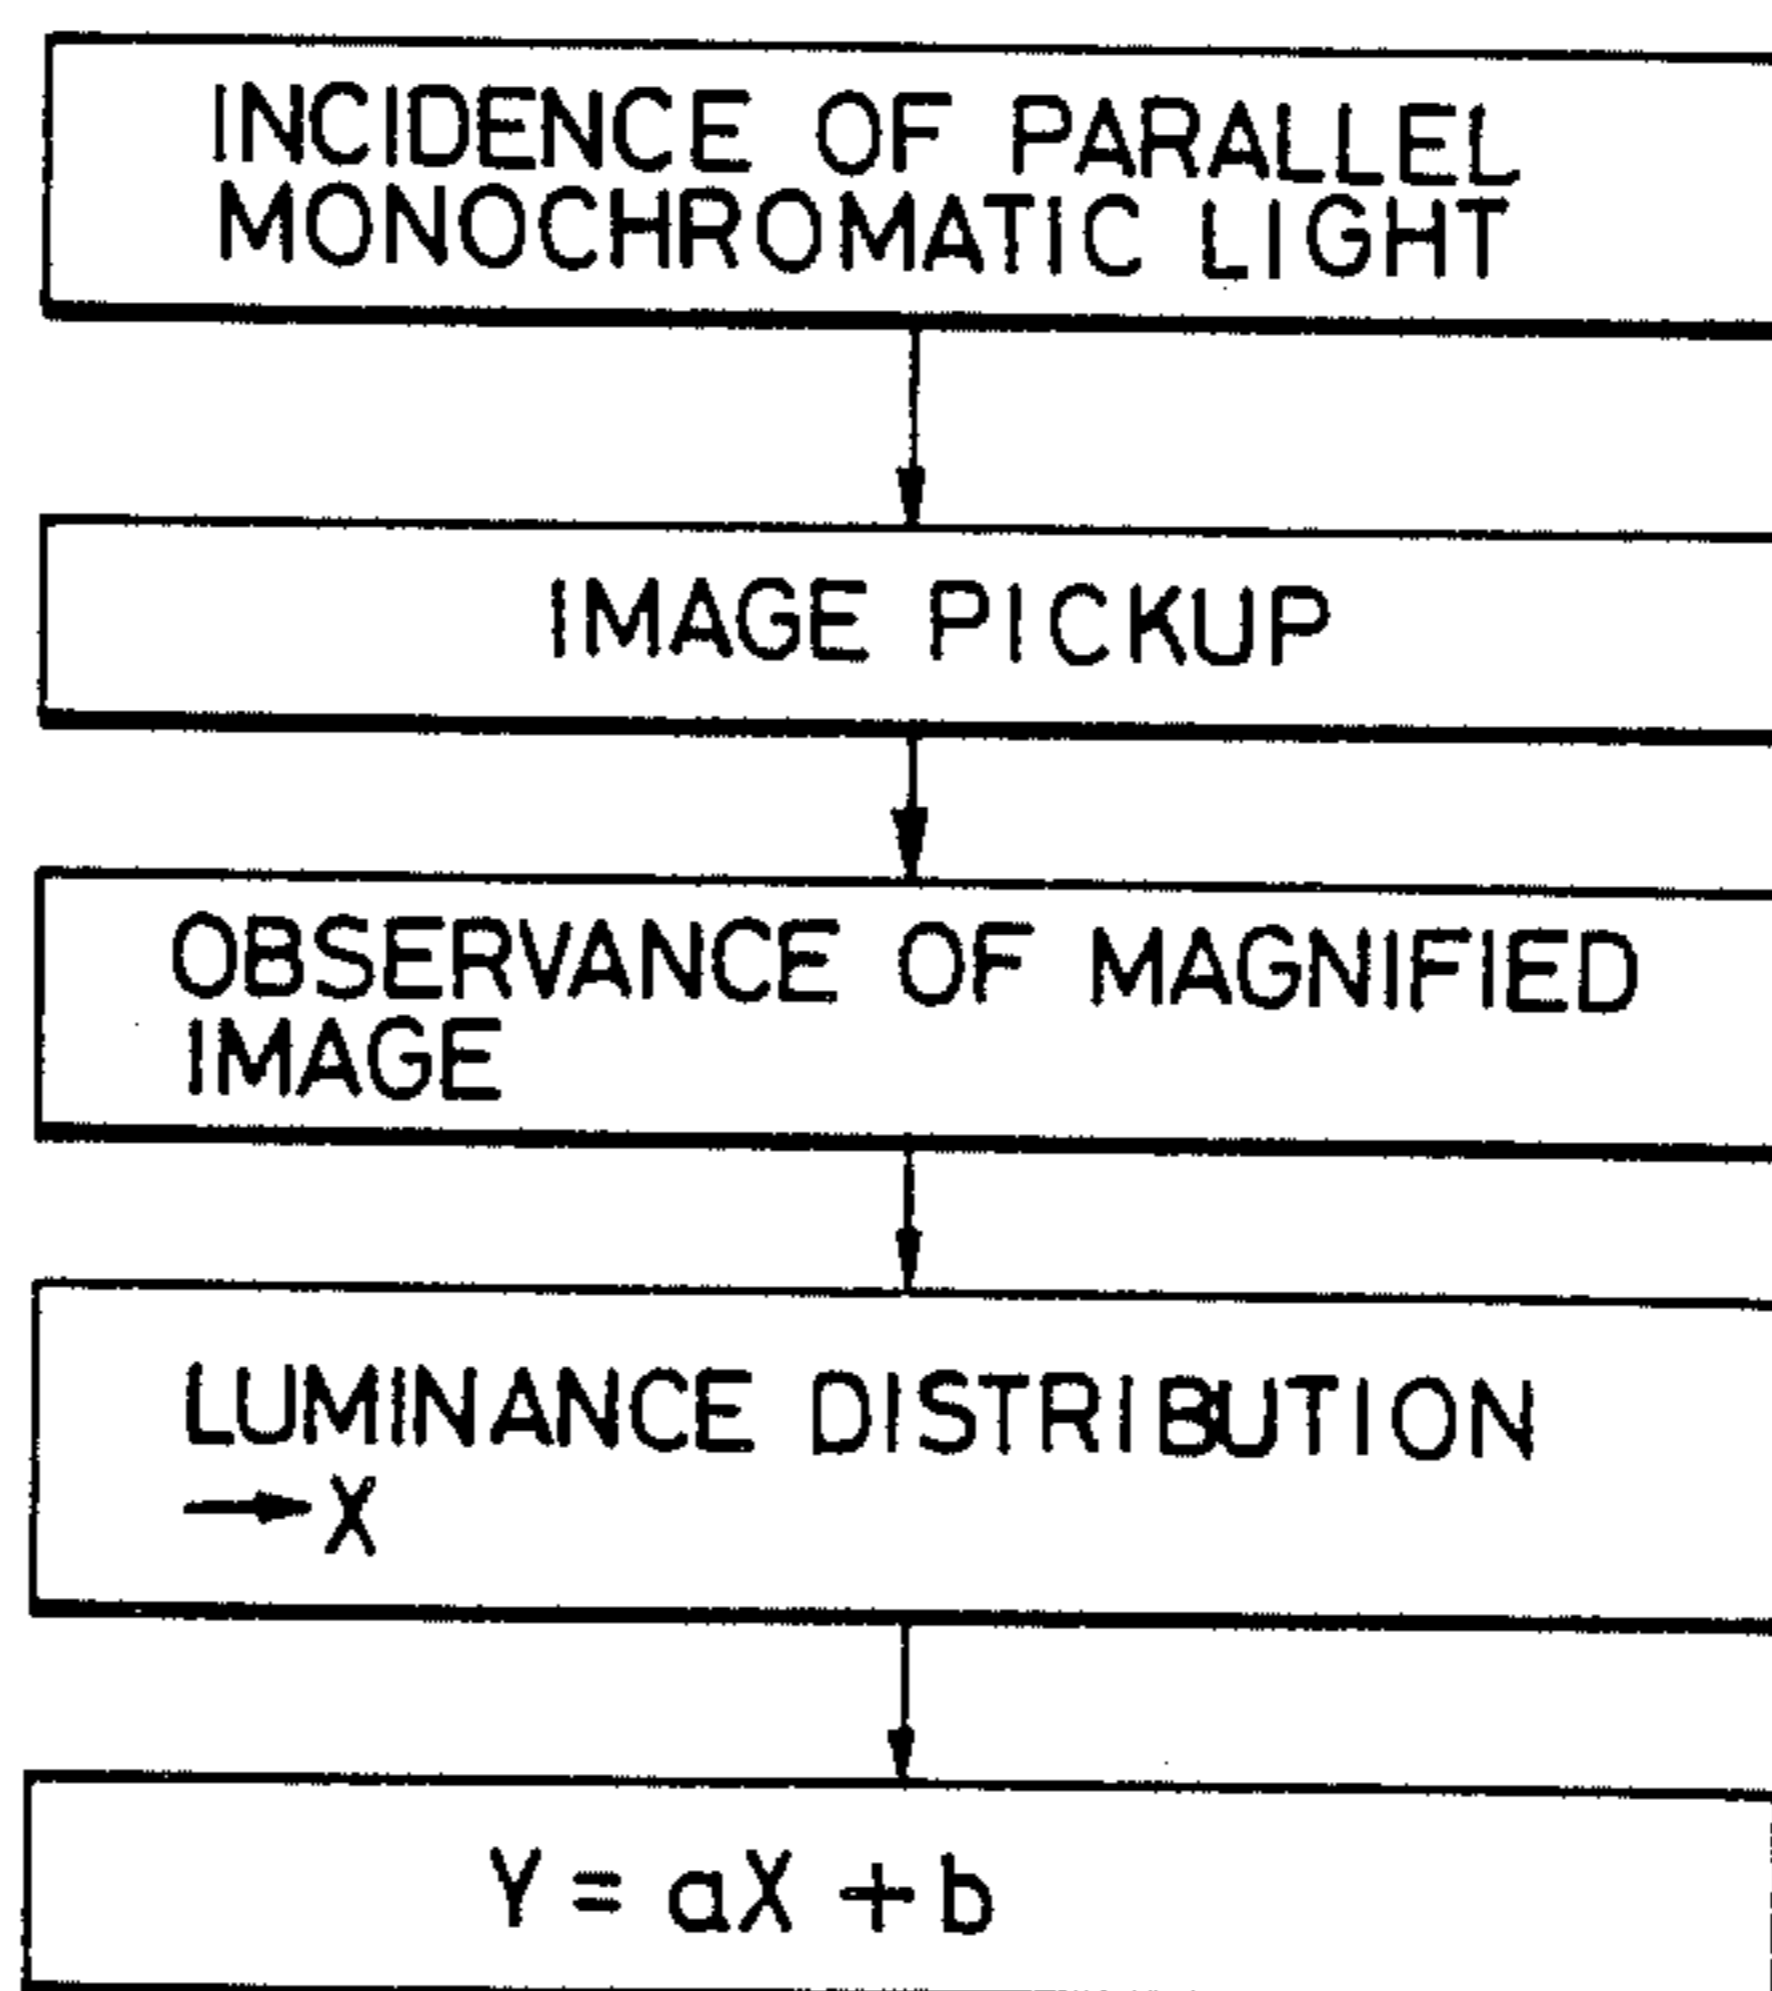 INCIDENCE OF PARALLEL
MONOCHROMATIC LIGHT
IMAGE PICKUP
OBSERVANCE OF MAGNIFIED
IMAGE
LUMINANCE DISTRIBUTION
→X
Y = aX + b